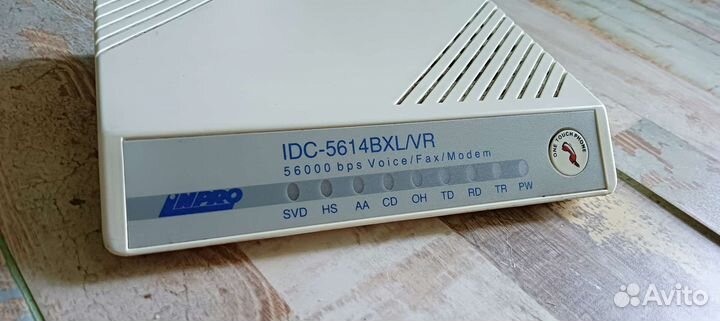 IDC-5614BXL/VR
56000 bps Voice/Fax/Modem
ONE TOUCH PHONE
INPRO
SVD HS AA CD OH TD RD TR PW
Avito